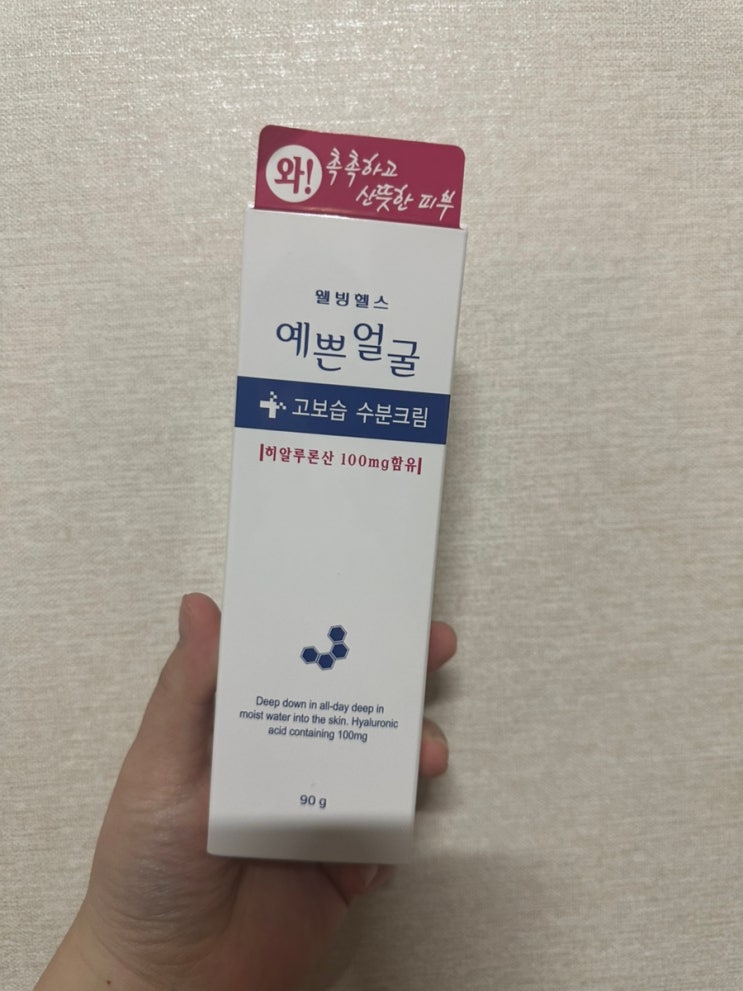 와! 촉촉하고
산뜻한 피부
웰빙헬스
예쁜얼굴
고보습 수분크림
히알루론산 100mg함유
Deep down in all-day deep in
moist water into the skin. Hyaluronic
acid containing 100mg
90 g